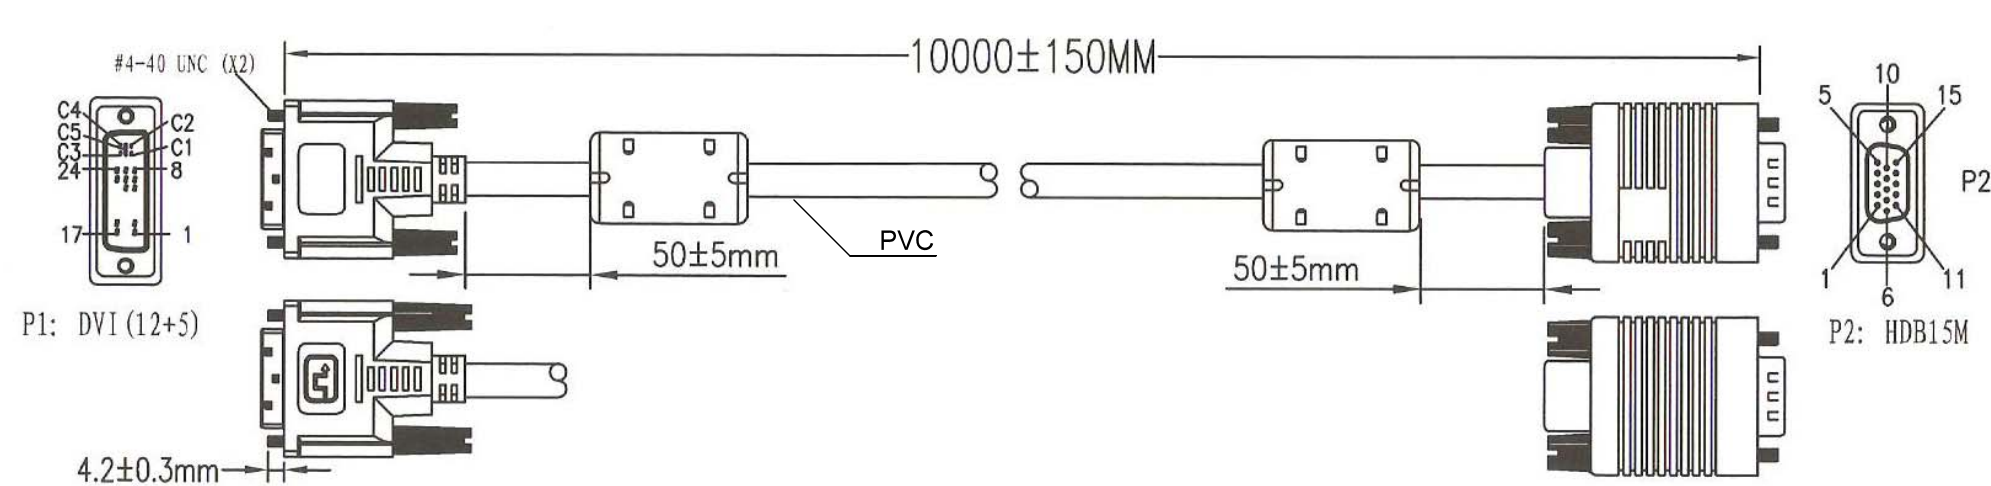 10000±150MM
#4-40 UNC (X2)
C4
C5
C3
24
17
C2
C1
8
1
P1: DVI(12+5)
50±5mm
PVC
50±5mm
4.2±0.3mm
5
10
15
1
6
11
P2
P2: HDB15M